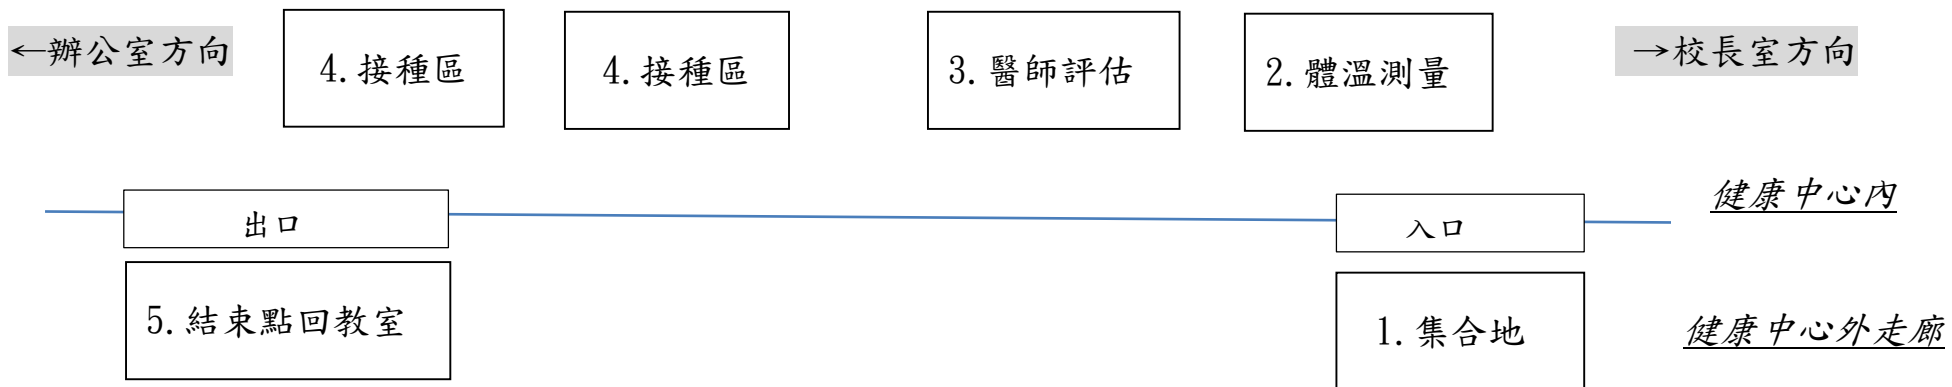 ←辦公室方向
4.接種區
4.接種區
3.醫師評估
2.體溫測量
→校長室方向
出口
入口
健康中心內
5.結束點回教室
1.集合地
健康中心外走廊